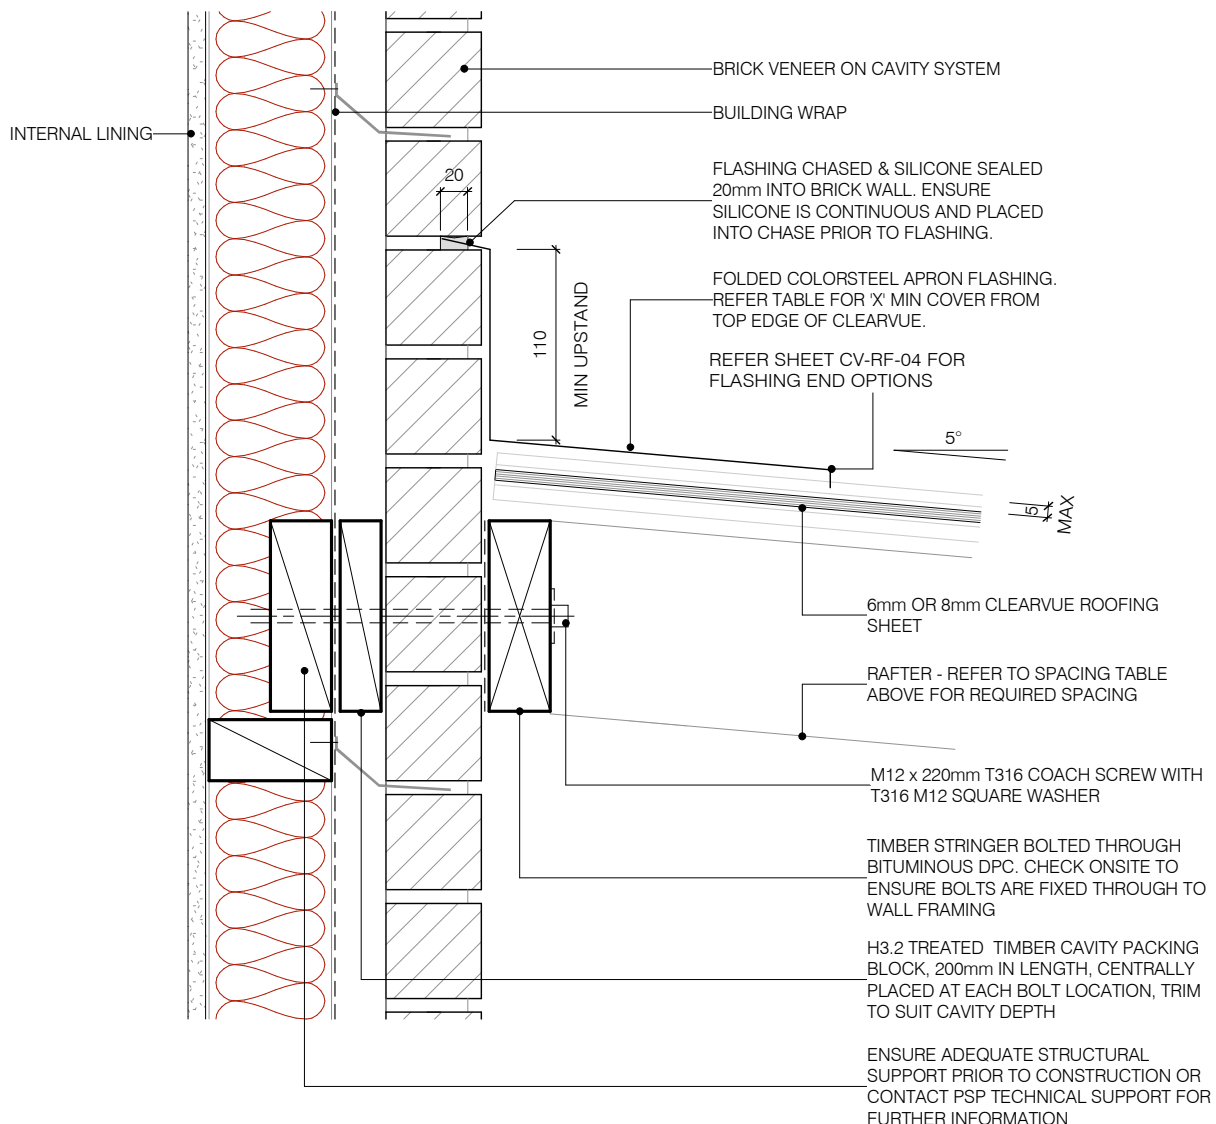 BRICK VENEER ON CAVITY SYSTEM
BUILDING WRAP
INTERNAL LINING
FLASHING CHASED & SILICONE SEALED
20mm INTO BRICK WALL. ENSURE
SILICONE IS CONTINUOUS AND PLACED
INTO CHASE PRIOR TO FLASHING.
20
FOLDED COLORSTEEL APRON FLASHING.
REFER TABLE FOR 'X' MIN COVER FROM
TOP EDGE OF CLEARVUE.
110
MIN UPSTAND
REFER SHEET CV-RF-04 FOR
FLASHING END OPTIONS
5°
5
MAX
6mm OR 8mm CLEARVUE ROOFING
SHEET
RAFTER - REFER TO SPACING TABLE
ABOVE FOR REQUIRED SPACING
M12 x 220mm T316 COACH SCREW WITH
T316 M12 SQUARE WASHER
TIMBER STRINGER BOLTED THROUGH
BITUMINOUS DPC. CHECK ONSITE TO
ENSURE BOLTS ARE FIXED THROUGH TO
WALL FRAMING
H3.2 TREATED TIMBER CAVITY PACKING
BLOCK, 200mm IN LENGTH, CENTRALLY
PLACED AT EACH BOLT LOCATION, TRIM
TO SUIT CAVITY DEPTH
ENSURE ADEQUATE STRUCTURAL
SUPPORT PRIOR TO CONSTRUCTION OR
CONTACT PSP TECHNICAL SUPPORT FOR
FURTHER INFORMATION